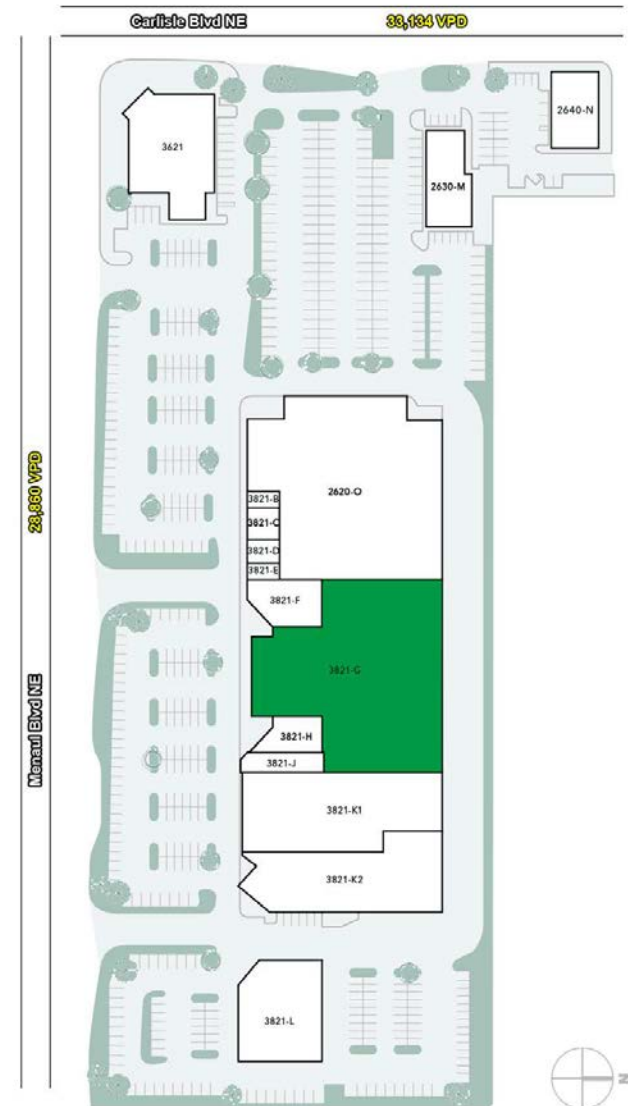 Carlisle Blvd NE 33,134 VPD
2640-N
3621
2630-M
28,860 VPD
Menaul Blvd NE
2620-O
3821-B
3821-C
3821-D
3821-E
3821-F
3821-G
3821-H
3821-J
3821-K1
3821-K2
3821-L
N